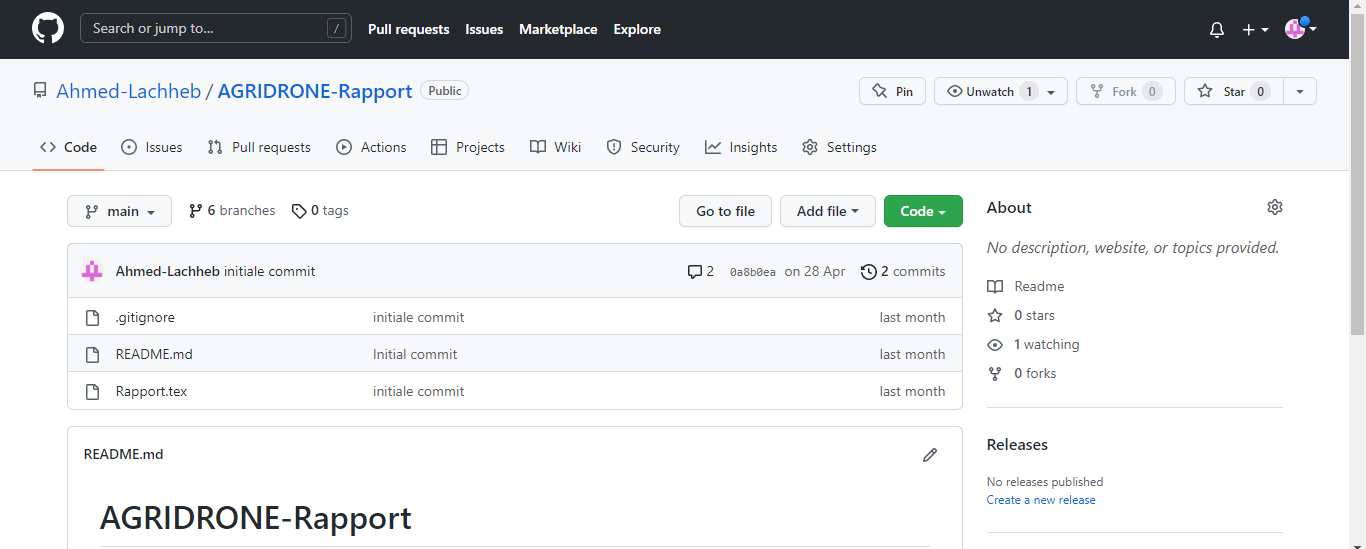 Search or jump to... / Pull requests Issues Marketplace Explore
Ahmed-Lachheb / AGRIDRONE-Rapport Public Pin Unwatch 1 Fork 0 Star 0
Code Issues Pull requests Actions Projects Wiki Security Insights Settings
main 6 branches 0 tags Go to file Add file Code
Ahmed-Lachheb initiale commit 2 0a8b0ea on 28 Apr 2 commits
.gitignore initiale commit last month
README.md Initial commit last month
Rapport.tex initiale commit last month
README.md
AGRIDRONE-Rapport
About
No description, website, or topics provided.
Readme
0 stars
1 watching
0 forks
Releases
No releases published
Create a new release